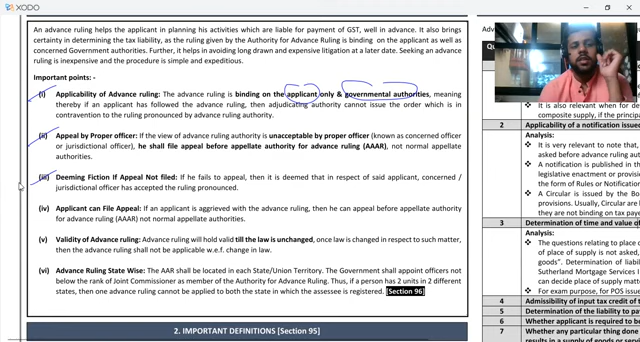 XODO
An advance ruling helps the applicant in planning his activities which are liable for payment of GST, well in advance. It also brings
certainty in determining the tax liability, as the ruling given by the Authority for Advance Ruling is binding on the applicant as well as
concerned Government authorities. Further, it helps in avoiding long drawn and expensive litigation at a later date. Seeking an advance
ruling is inexpensive and the procedure is simple and expeditious.
Important points: -
(i) Applicability of Advance ruling: The advance ruling is binding on the applicant only & governmental authorities, meaning
thereby if an applicant has followed the advance ruling, then adjudicating authority cannot issue the order which is in
contravention to the ruling pronounced by advance ruling authority.
(ii) Appeal by Proper officer: If the view of advance ruling authority is unacceptable by proper officer (known as concerned officer
or jurisdictional officer), he shall file appeal before appellate authority for advance ruling (AAAR), not normal appellate
authorities.
(iii) Deeming Fiction If Appeal Not filed: If he fails to appeal, then it is deemed that in respect of said applicant, concerned /
jurisdictional officer has accepted the ruling pronounced.
(iv) Applicant can File Appeal: If an applicant is aggrieved with the advance ruling, then he can appeal before appellate authority
for advance ruling (AAAR) not normal appellate authorities.
(v) Validity of Advance ruling: Advance ruling will hold valid till the law is unchanged, once law is changed in respect to such matter,
then the advance ruling shall not be applicable w.e.f. change in law.
(vi) Advance Ruling State Wise: The AAR shall be located in each State/Union Territory. The Government shall appoint officers not
below the rank of Joint Commissioner as member of the Authority for Advance Ruling. Thus, if a person has 2 units in 2 different
states, then one advance ruling cannot be applied to both the state in which the assessee is registered. [Section 96]
2. IMPORTANT DEFINITIONS [Section 95]
Adv
Qu
It is also relevant when for de
composite supply, if the principal
2 Applicability of a notification issued
Analysis:
It is very relevant to note that,
asked before advance ruling auth
A notification is published in th
legislative enactment or provisio
the form of Rules or Notification
A Circular is issued by the Boa
provisions. Usually, Circular are b
they are not binding on tax paye
3 Determination of time and value of
Analysis:
The questions relating to place o
of place of supply is not asked,
goods". Determination of liabili
Sutherland Mortgage Services I
can decide place of supply matte
For exam purpose, for POS issue
4 Admissibility of input tax credit of t
5 Determination of the liability to pa
6 Whether applicant is required to be
7 Whether any particular thing done
results in a supply of goods or servi